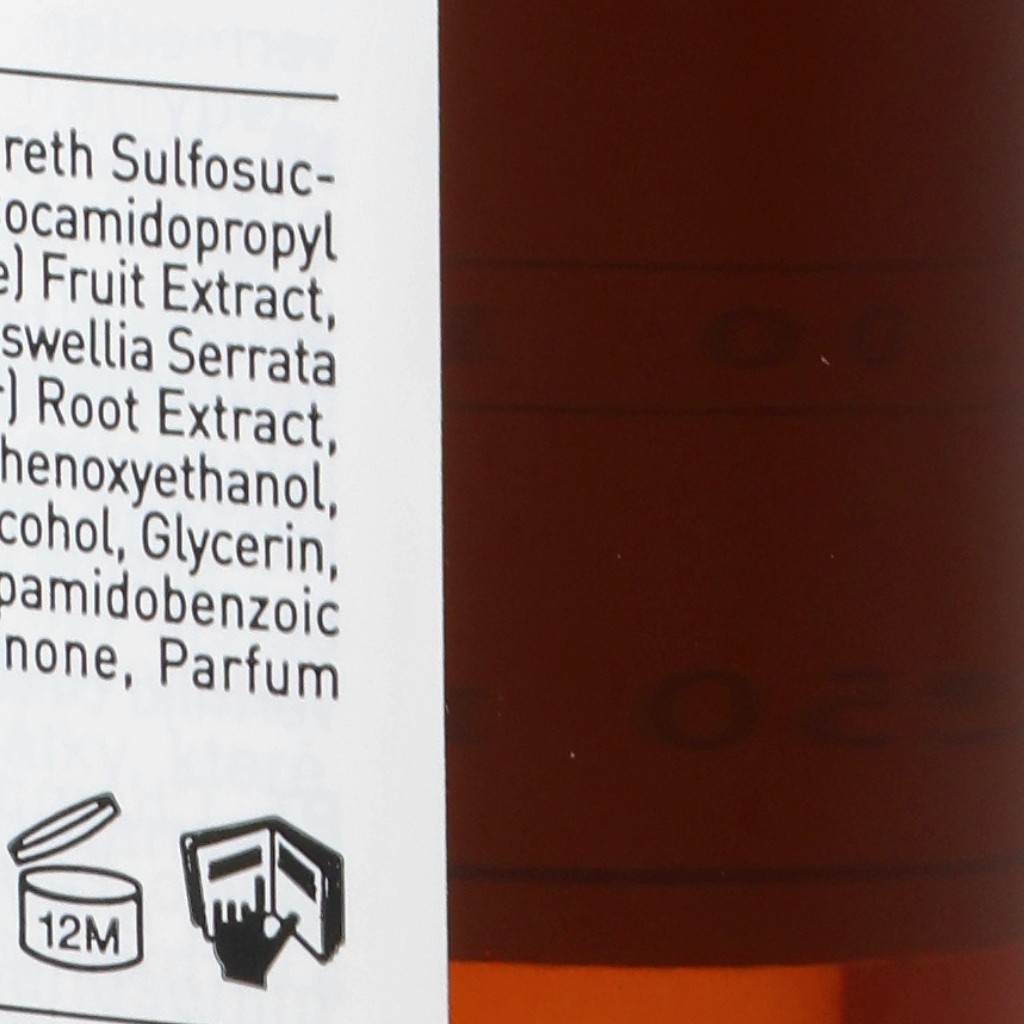 reth Sulfosuc-
ocamidopropyl
e) Fruit Extract,
swellia Serrata
r) Root Extract,
henoxyethanol,
cohol, Glycerin,
pamidobenzoic
none, Parfum
12M